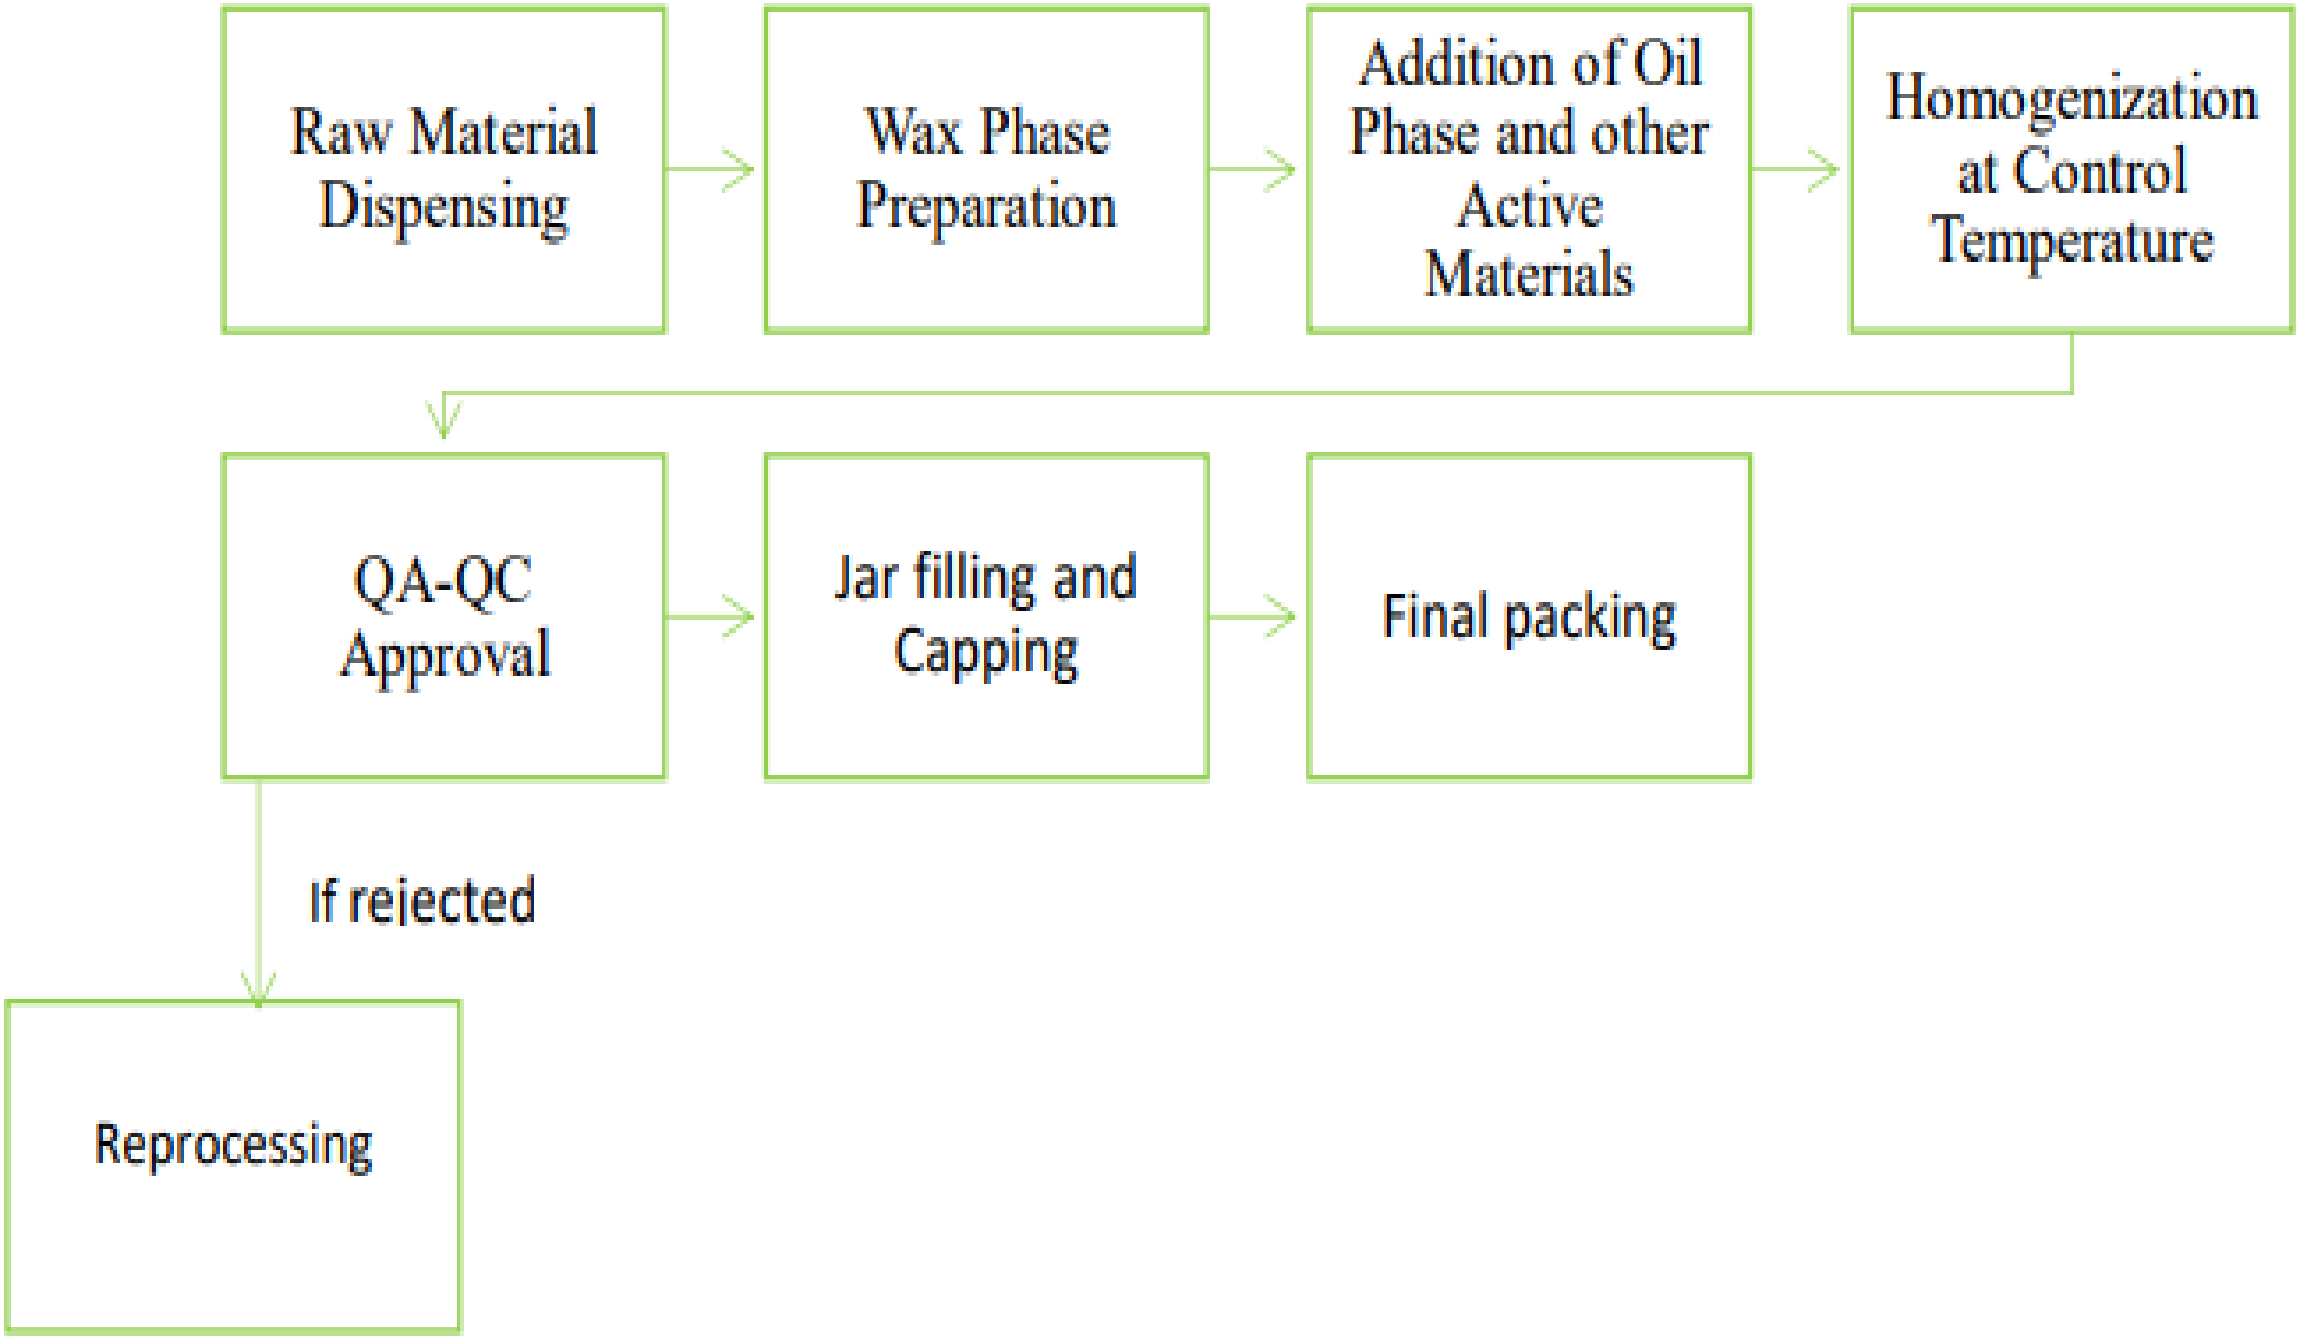 Raw Material
Dispensing
Wax Phase
Preparation
Addition of Oil
Phase and other
Active
Materials
Homogenization
at Control
Temperature
QA-QC
Approval
Jar filling and
Capping
Final packing
If rejected
Reprocessing